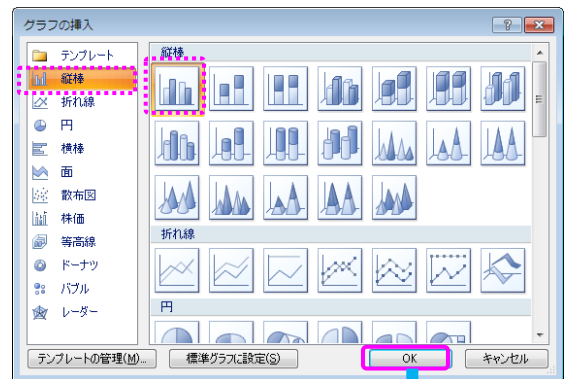 グラフの挿入
テンプレート
縦棒
折れ線
円
横棒
面
散布図
株価
等高線
ドーナツ
バブル
レーダー
縦棒
折れ線
円
テンプレートの管理(M)...
標準グラフに設定(S)
OK
キャンセル